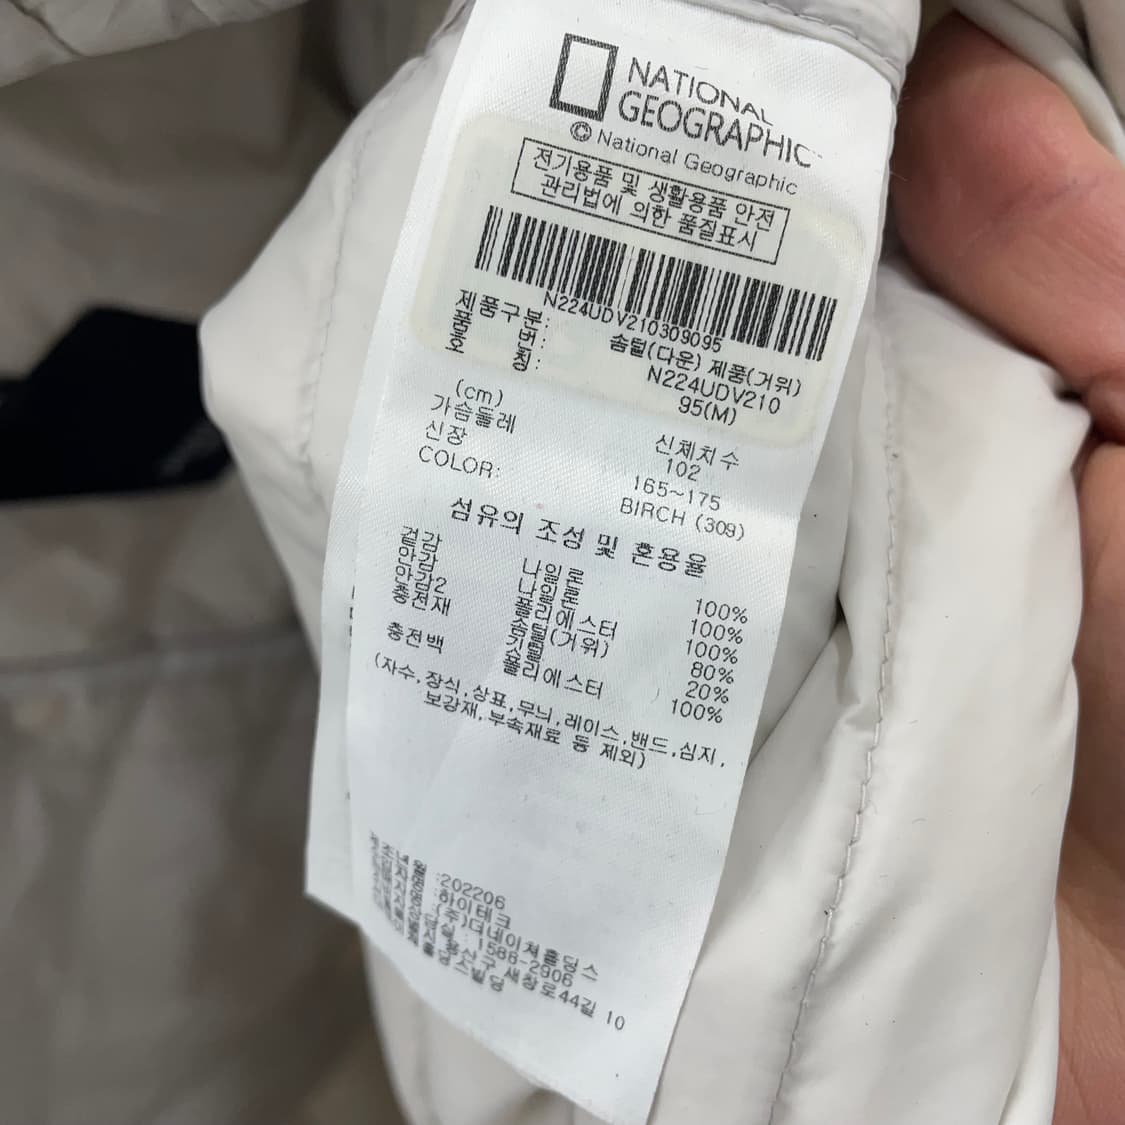 NATIONAL
GEOGRAPHIC™
© National Geographic
전기용품 및 생활용품 안전
관리법에 의한 품질표시
N224UDV210309095
제품구분: 솜털(다운) 제품(거위)
품번: N224UDV210
호칭: 95(M)
(cm) 신체치수
가슴둘레 102
신장 165~175
COLOR: BIRCH (309)
섬유의 조성 및 혼용율
겉감 나일론 100%
안감 나일론 100%
안감2 폴리에스터 100%
충전재 솜털(거위) 80%
깃털 20%
충전백 폴리에스터 100%
(자수,장식,상표,무늬,레이스,밴드,심지,
보강재,부속재료 등 제외)
:202206
:하이테크
:(주)더네이쳐홀딩스
1588-2906
용산구 새창로44길 10